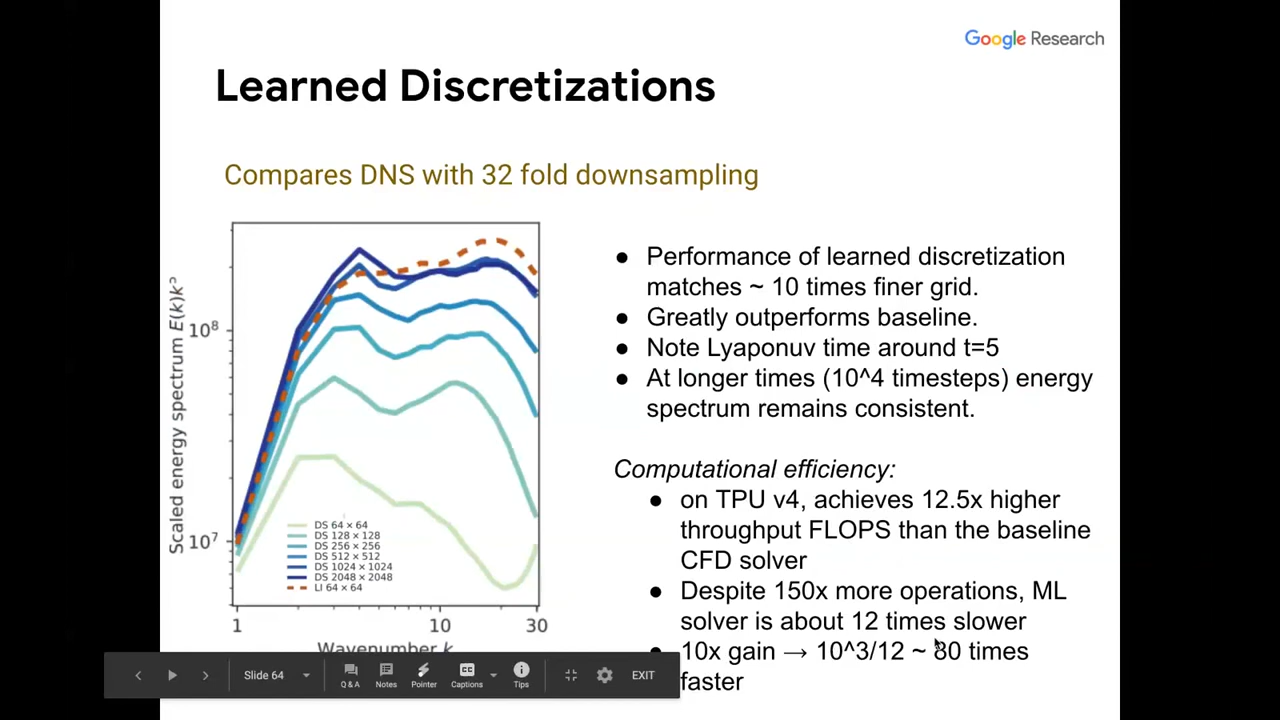 Google Research
Learned Discretizations
Compares DNS with 32 fold downsampling
Scaled energy spectrum E(k)k⁵
10⁸
10⁷
DS 64 × 64
DS 128 × 128
DS 256 × 256
DS 512 × 512
DS 1024 × 1024
DS 2048 × 2048
LI 64 × 64
1
10
30
Wavenumber k
● Performance of learned discretization
matches ~ 10 times finer grid.
● Greatly outperforms baseline.
● Note Lyaponuv time around t=5
● At longer times (10^4 timesteps) energy
spectrum remains consistent.
Computational efficiency:
● on TPU v4, achieves 12.5x higher
throughput FLOPS than the baseline
CFD solver
● Despite 150x more operations, ML
solver is about 12 times slower
● 10x gain → 10^3/12 ~ 80 times
faster
Slide 64
Q & A
Notes
Pointer
Captions
Tips
EXIT